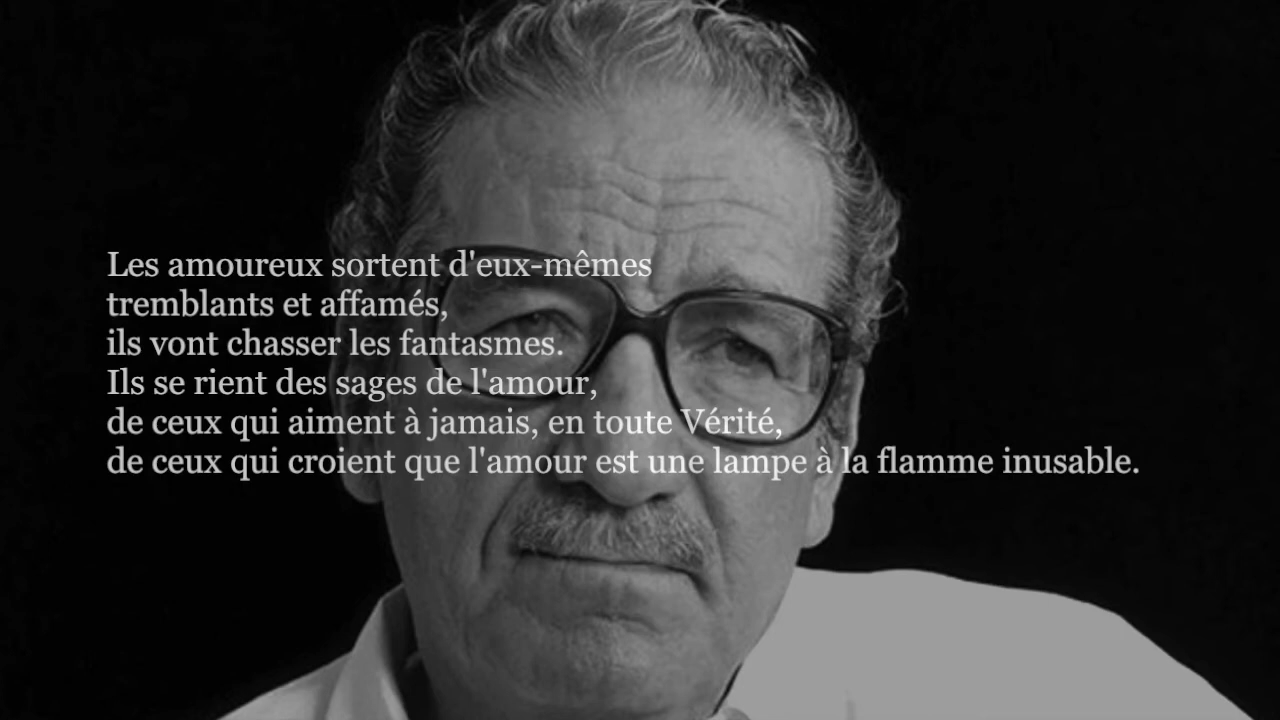 Les amoureux sortent d'eux-mêmes
tremblants et affamés,
ils vont chasser les fantasmes.
Ils se rient des sages de l'amour,
de ceux qui aiment à jamais, en toute Vérité,
de ceux qui croient que l'amour est une lampe à la flamme inusable.